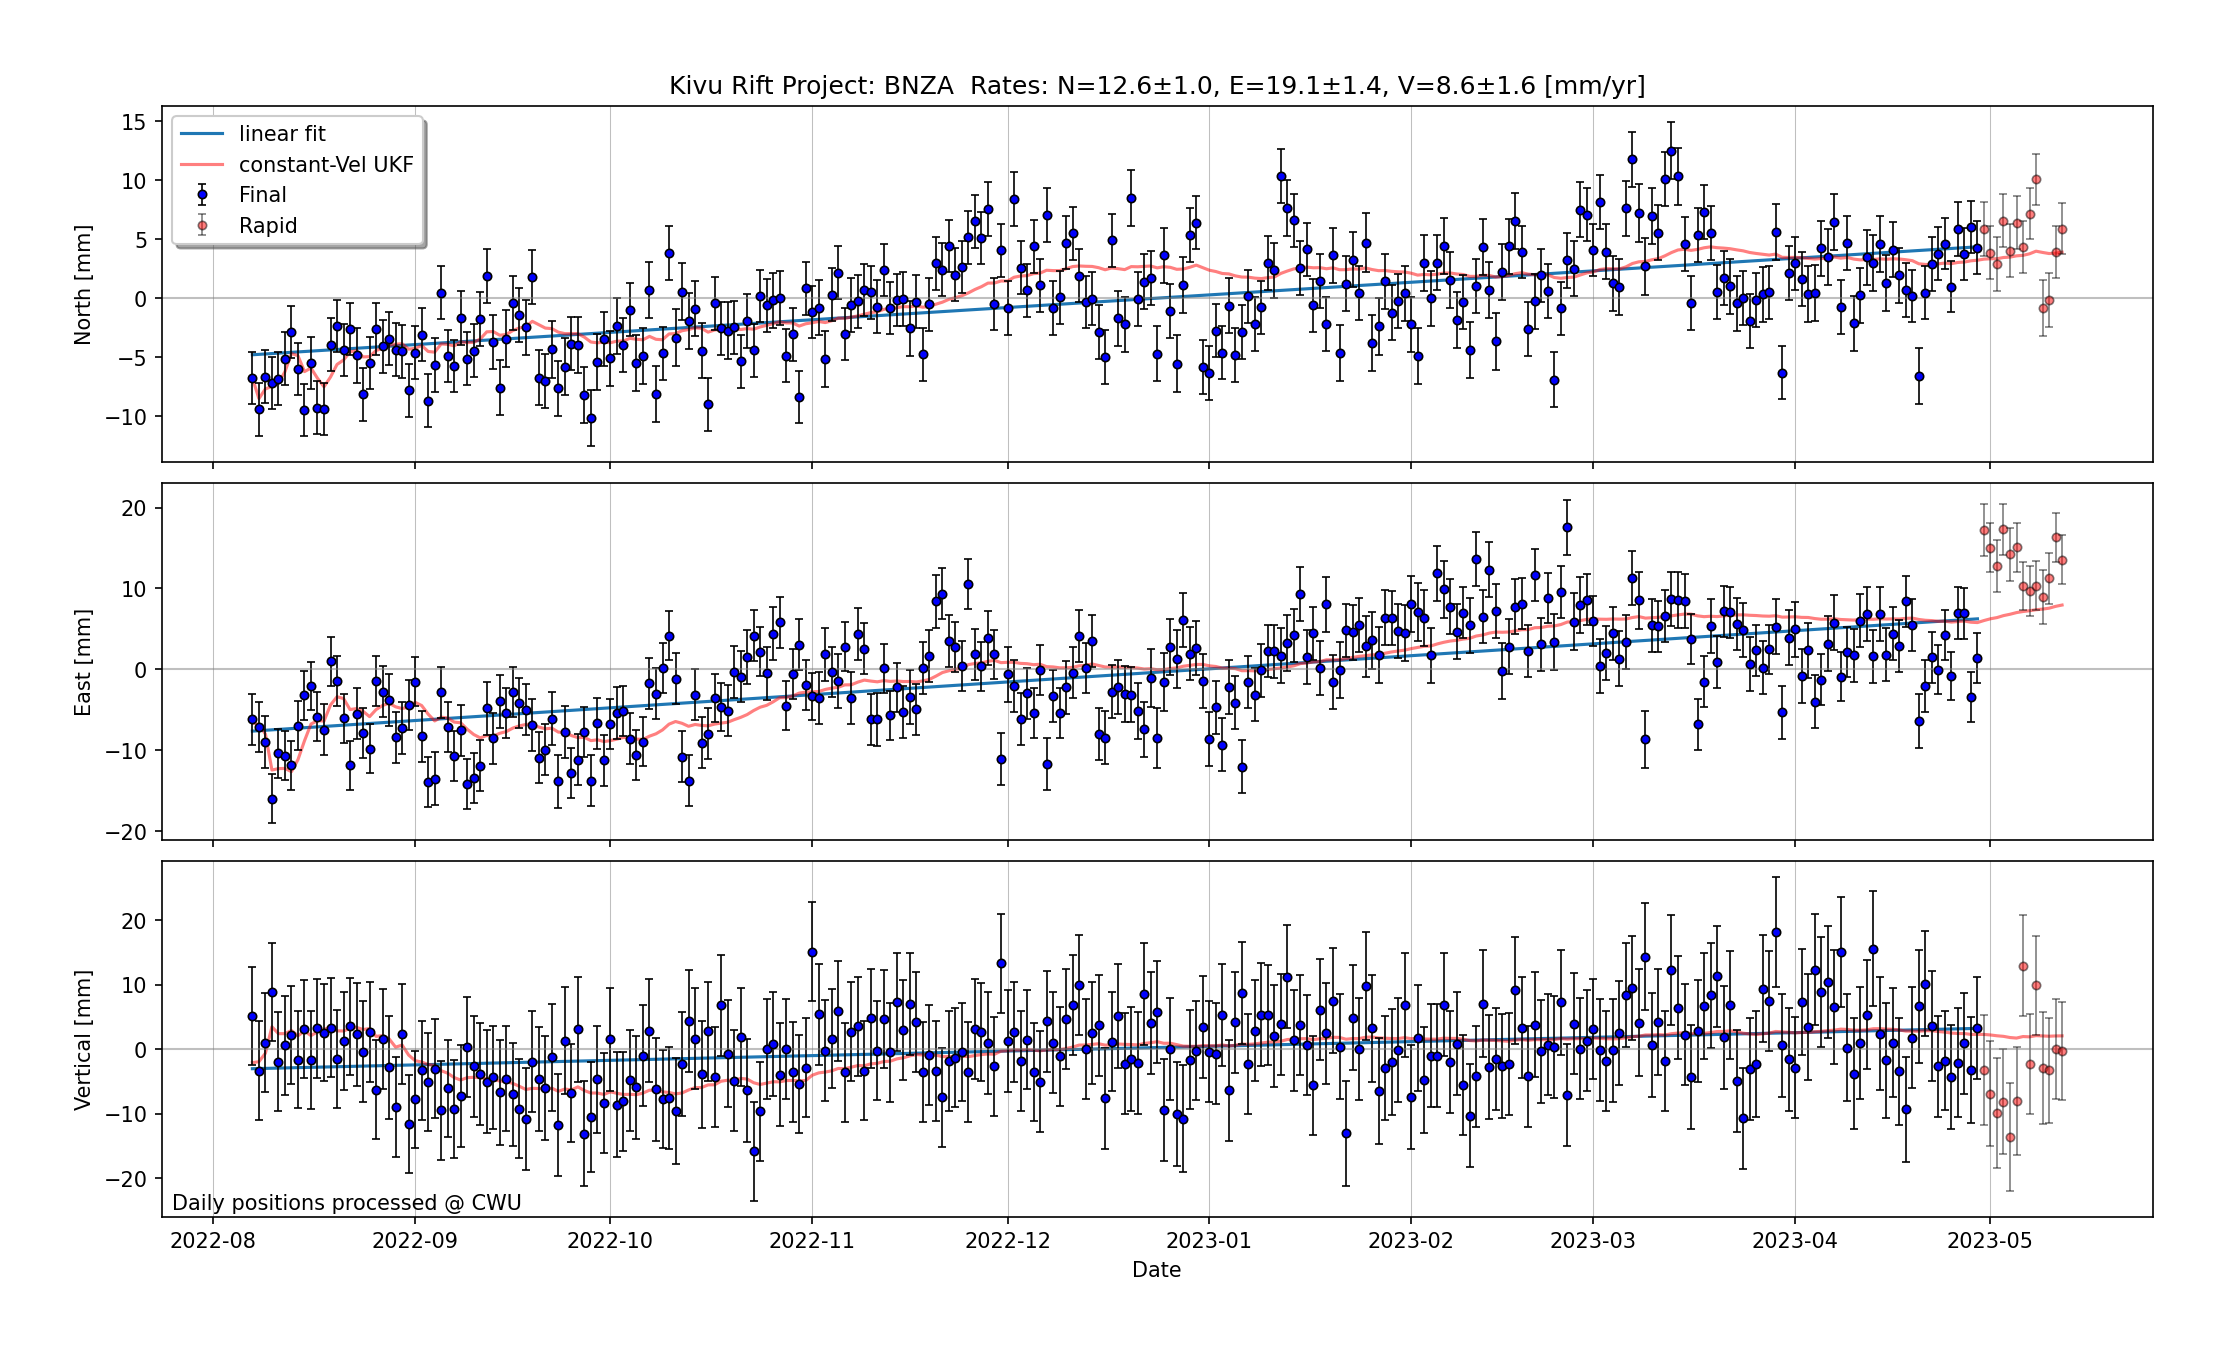 Kivu Rift Project: BNZA  Rates: N=12.6±1.0, E=19.1±1.4, V=8.6±1.6 [mm/yr]
linear fit
constant-Vel UKF
Final
Rapid
North [mm]
15
10
5
0
−5
−10
East [mm]
20
10
0
−10
−20
Vertical [mm]
20
10
0
−10
−20
Daily positions processed @ CWU
2022-08 2022-09 2022-10 2022-11 2022-12 2023-01 2023-02 2023-03 2023-04 2023-05
Date